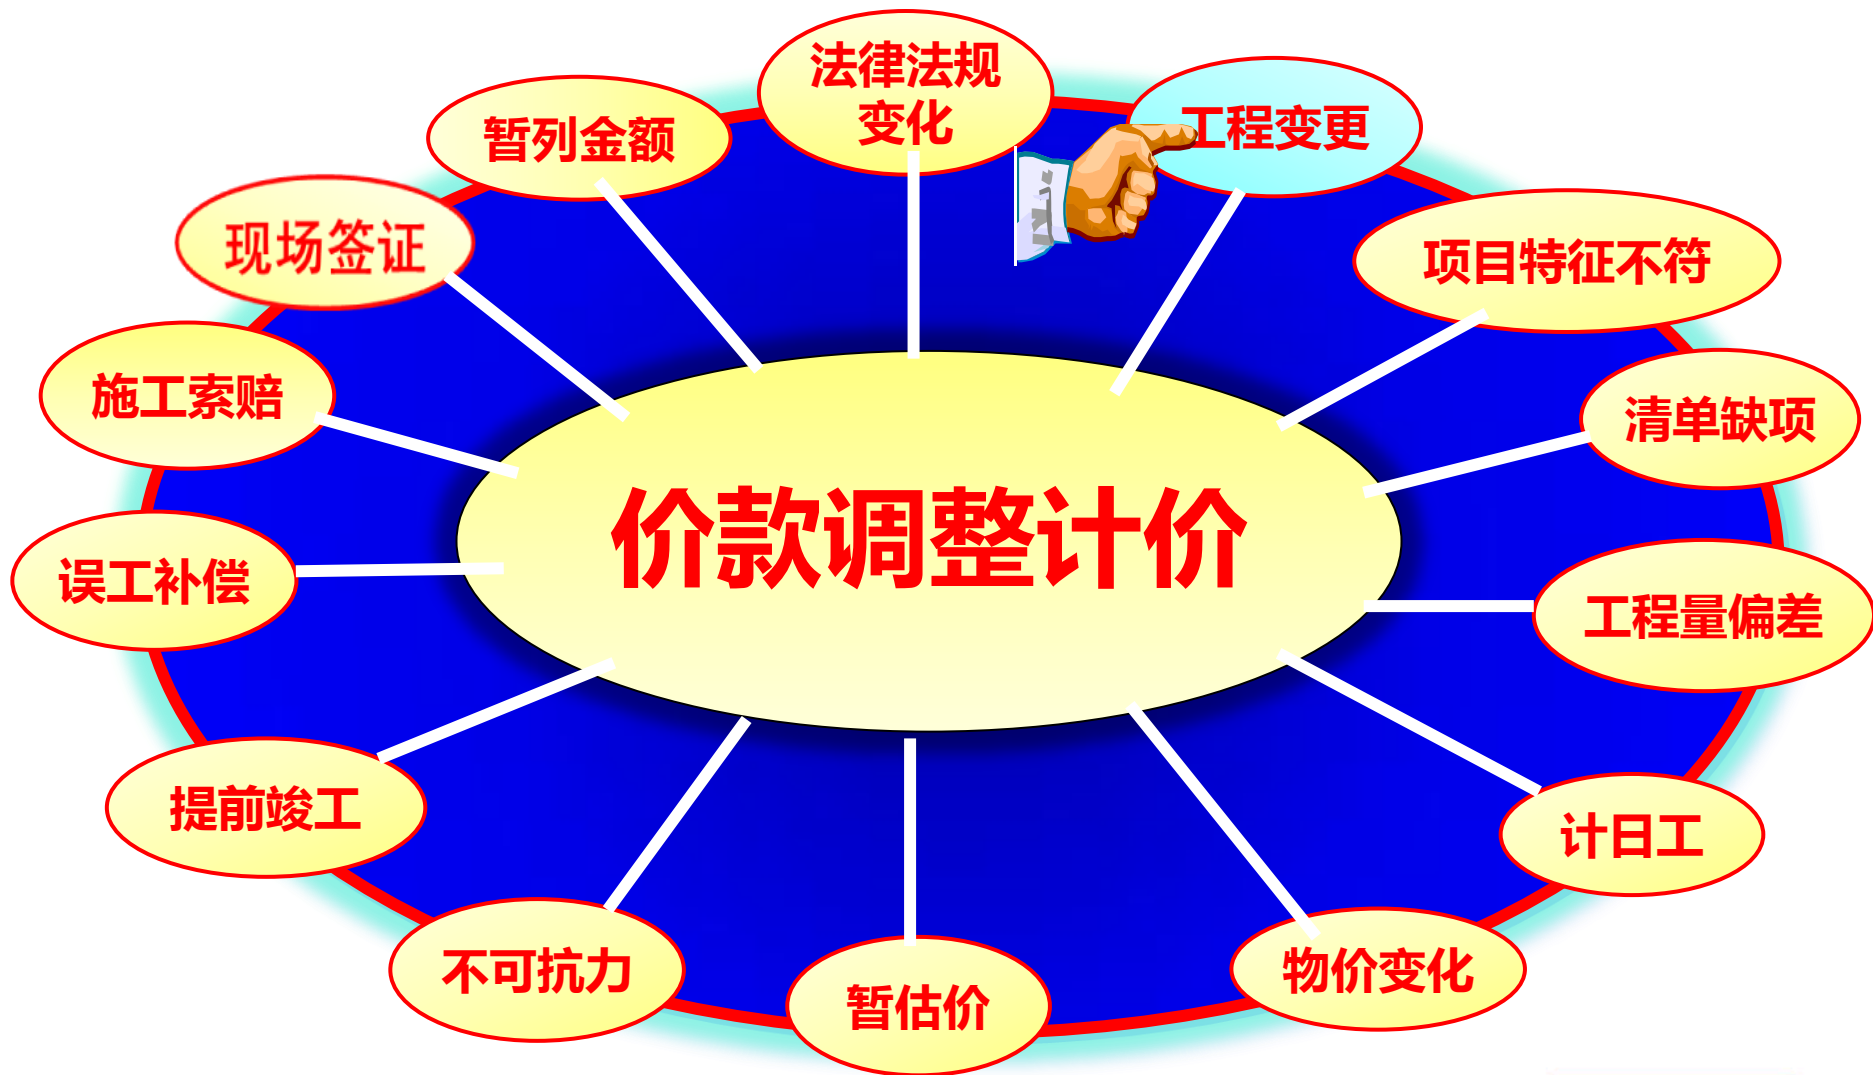 法律法规
变化
工程变更
项目特征不符
清单缺项
工程量偏差
计日工
物价变化
暂估价
不可抗力
提前竣工
误工补偿
施工索赔
现场签证
暂列金额
价款调整计价